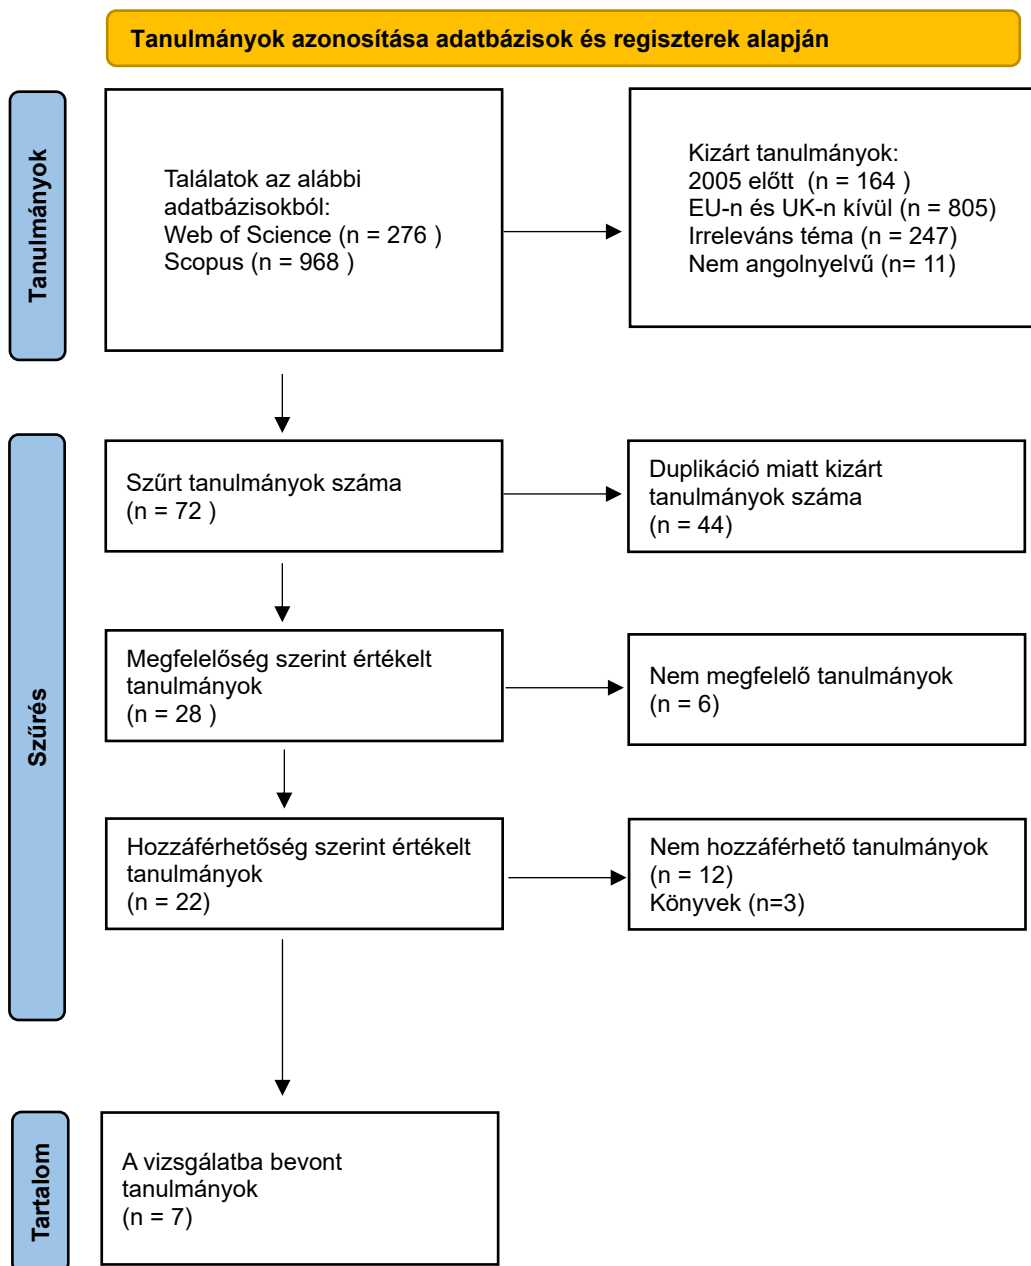 Tanulmányok azonosítása adatbázisok és regiszterek alapján
Tanulmányok
Találatok az alábbi
adatbázisokból:
Web of Science (n = 276 )
Scopus (n = 968 )
Kizárt tanulmányok:
2005 előtt  (n = 164 )
EU-n és UK-n kívül (n = 805)
Irreleváns téma (n = 247)
Nem angolnyelvű (n= 11)
Szűrés
Szűrt tanulmányok száma
(n = 72 )
Duplikáció miatt kizárt
tanulmányok száma
(n = 44)
Megfelelőség szerint értékelt
tanulmányok
(n = 28 )
Nem megfelelő tanulmányok
(n = 6)
Hozzáférhetőség szerint értékelt
tanulmányok
(n = 22)
Nem hozzáférhető tanulmányok
(n = 12)
Könyvek (n=3)
Tartalom
A vizsgálatba bevont
tanulmányok
(n = 7)